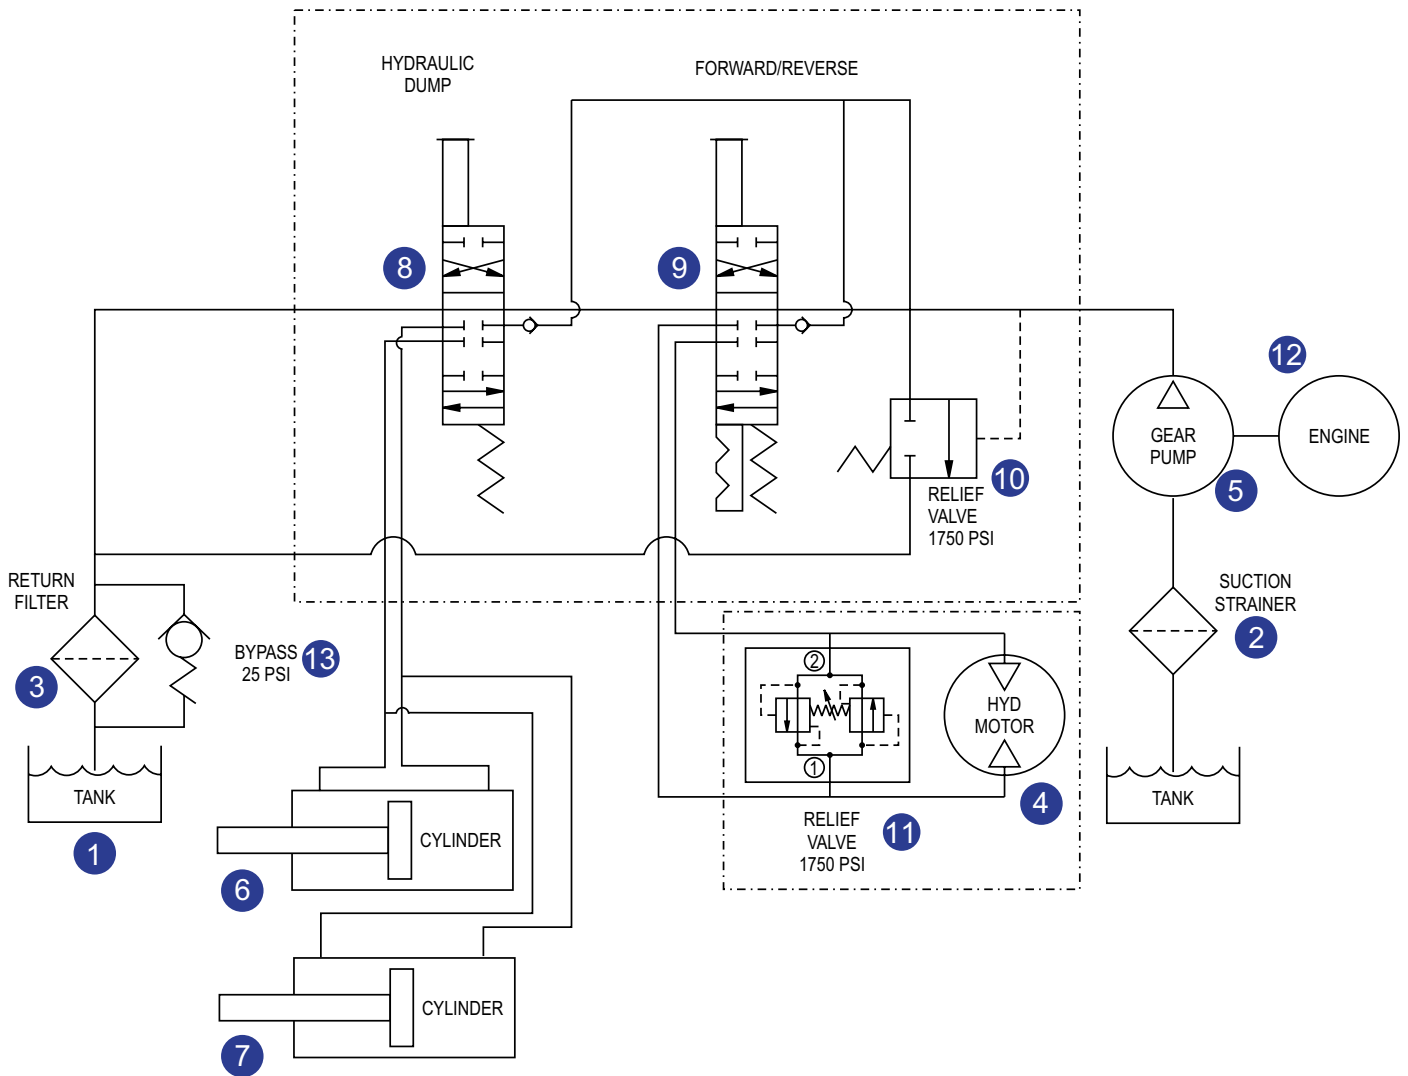 HYDRAULIC
DUMP
FORWARD/REVERSE
8
9
12
GEAR
PUMP
ENGINE
5
10
RELIEF
VALVE
1750 PSI
RETURN
FILTER
SUCTION
STRAINER
2
BYPASS
25 PSI
13
3
2
HYD
MOTOR
1
TANK
TANK
4
RELIEF
VALVE
1750 PSI
11
1
CYLINDER
6
CYLINDER
7